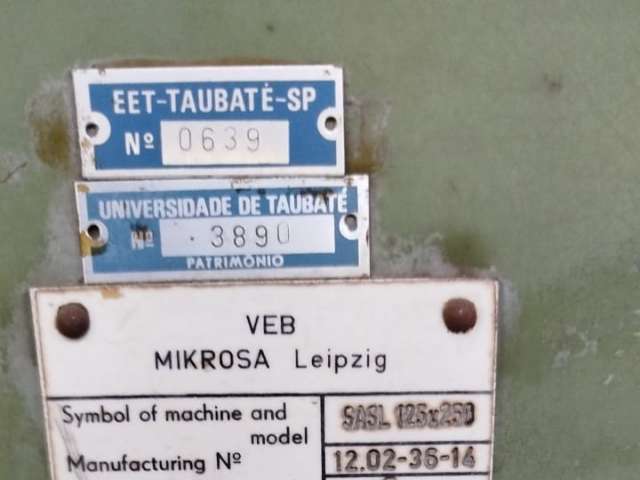 EET-TAUBATÉ-SP
Nº 0639
UNIVERSIDADE DE TAUBATÉ
Nº 3890
PATRIMÔNIO
VEB
MIKROSA Leipzig
Symbol of machine and model SASL 125x250
Manufacturing Nº 12.02-36-14